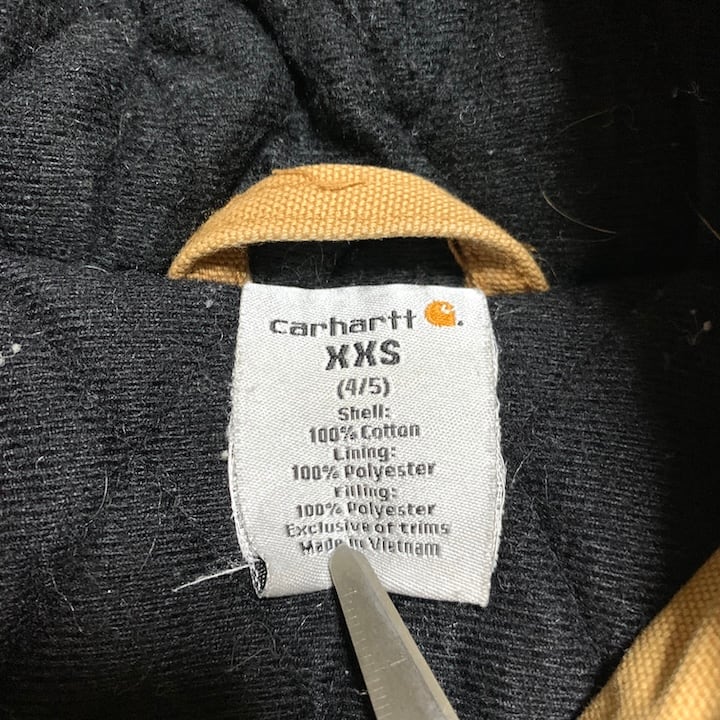 carhartt
XXS
(4/5)
Shell:
100% Cotton
Lining:
100% Polyester
Filling:
100% Polyester
Exclusive of trims
Made in Vietnam